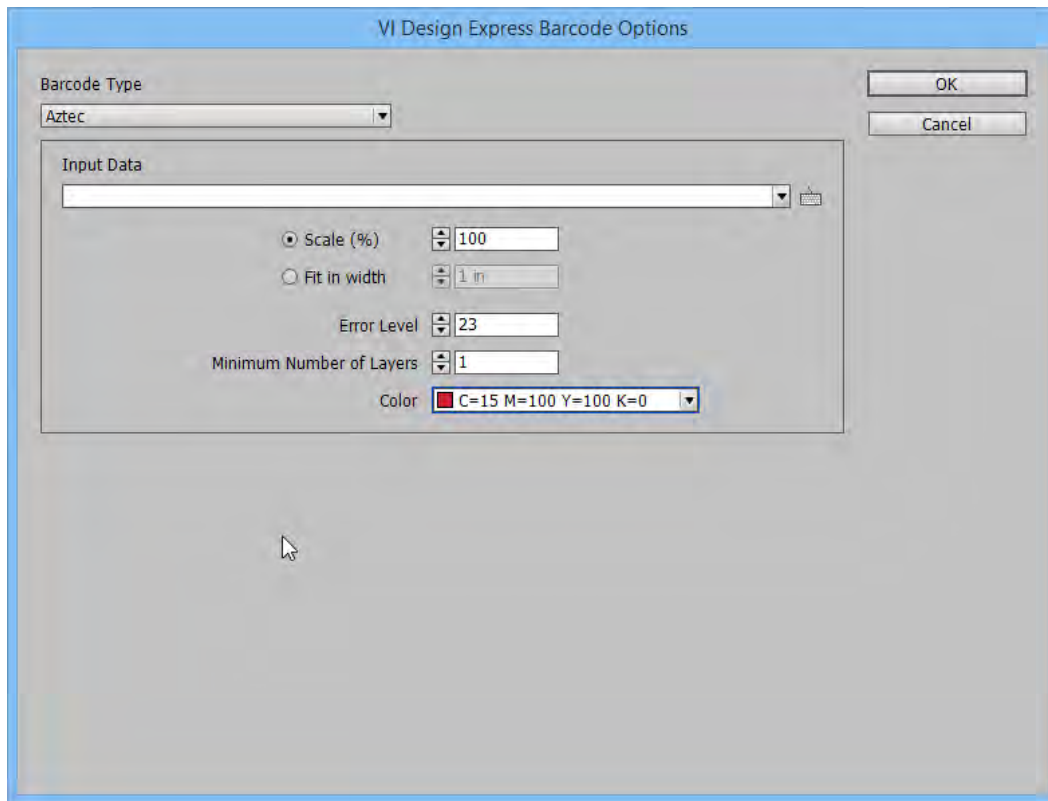 VI Design Express Barcode Options
Barcode Type
OK
Aztec
Cancel
Input Data
Scale (%) 100
Fit in width 1 in
Error Level 23
Minimum Number of Layers 1
Color C=15 M=100 Y=100 K=0